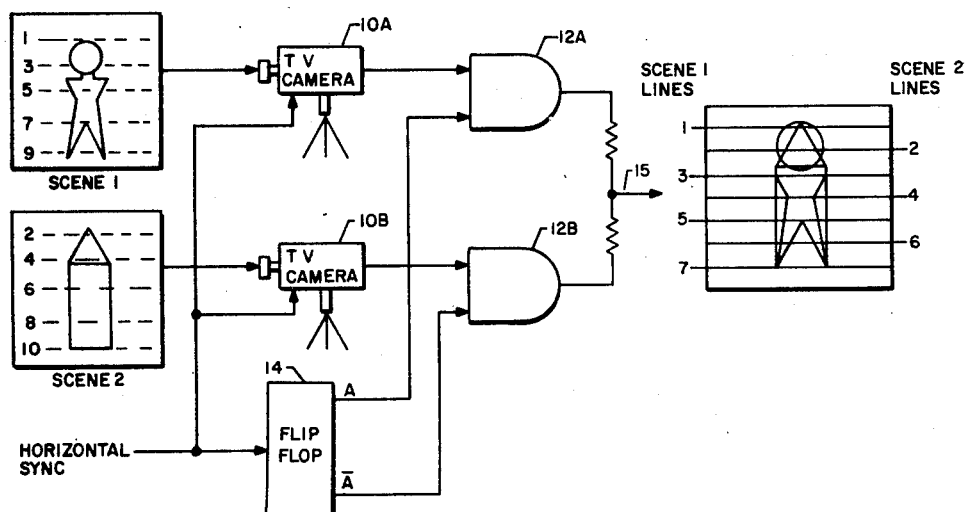 1
3
5
7
9
SCENE 1
10A
T V
CAMERA
12A
SCENE 1
LINES
SCENE 2
LINES
1
2
3
4
5
6
7
15
2
4
6
8
10
SCENE 2
10B
T V
CAMERA
12B
14
A
FLIP
FLOP
A̅
HORIZONTAL
SYNC